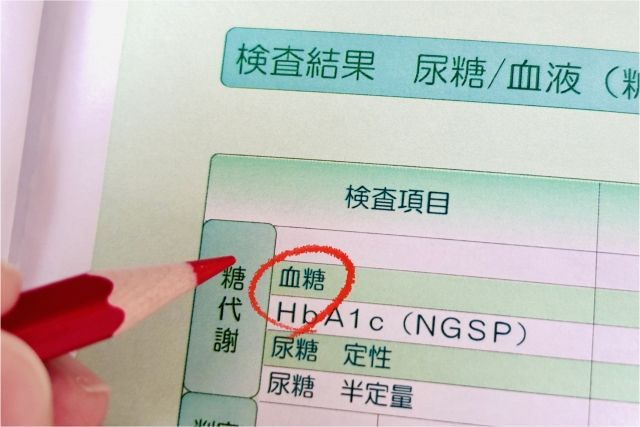 検査結果 尿糖/血液（糖
検査項目
糖代謝
血糖
HbA1c（NGSP）
尿糖 定性
尿糖 半定量